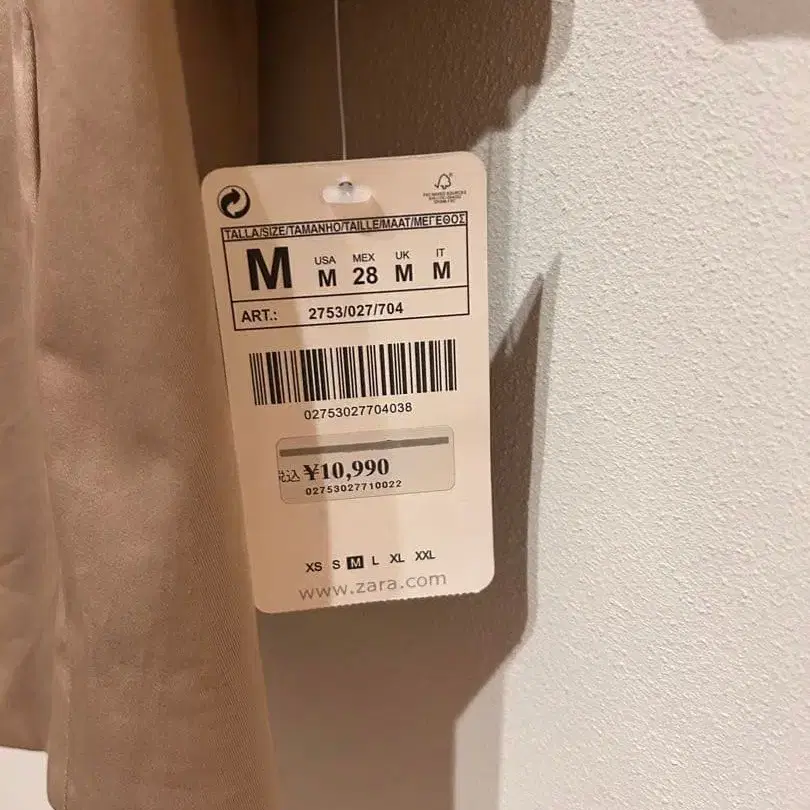 TALLA/SIZE/TAMANHO/TAILLE/MAAT/ΜΕΓΕΘΟΣ
USA MEX UK IT
M M 28 M M
ART.: 2753/027/704
02753027704038
税込 ¥10,990
02753027710022
XS S M L XL XXL
www.zara.com